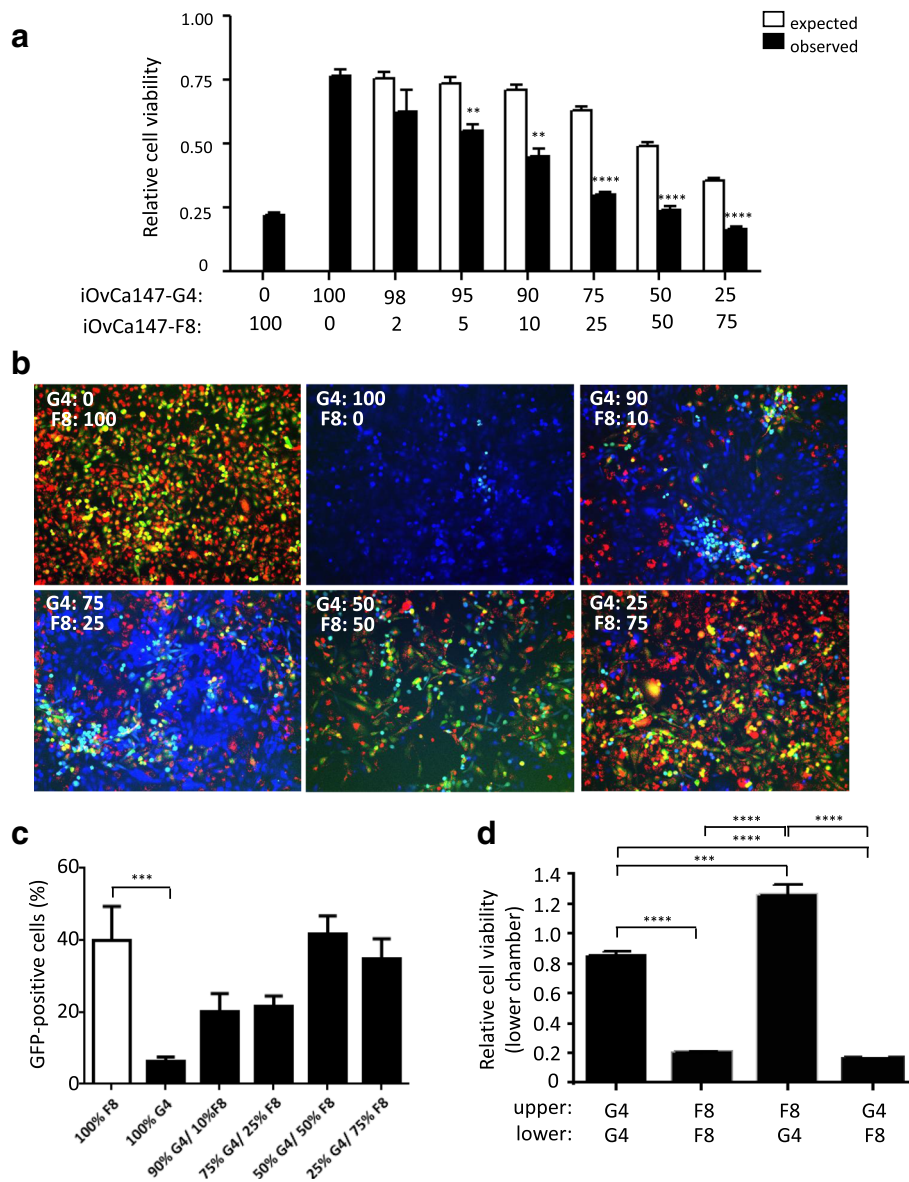 a
expected
observed
Relative cell viability
1.00
0.75
0.50
0.25
0
**
**
****
****
****
iOvCa147-G4: 0 100 98 95 90 75 50 25
iOvCa147-F8: 100 0 2 5 10 25 50 75
b
G4: 0
F8: 100
G4: 100
F8: 0
G4: 90
F8: 10
G4: 75
F8: 25
G4: 50
F8: 50
G4: 25
F8: 75
c
GFP-positive cells (%)
60
40
20
0
***
100% F8
100% G4
90% G4/ 10%F8
75% G4/ 25% F8
50% G4/ 50% F8
25% G4/ 75% F8
d
Relative cell viability
(lower chamber)
1.4
1.2
1.0
0.8
0.6
0.4
0.2
0
**** ****
****
***
****
upper: G4 F8 F8 G4
lower: G4 F8 G4 F8